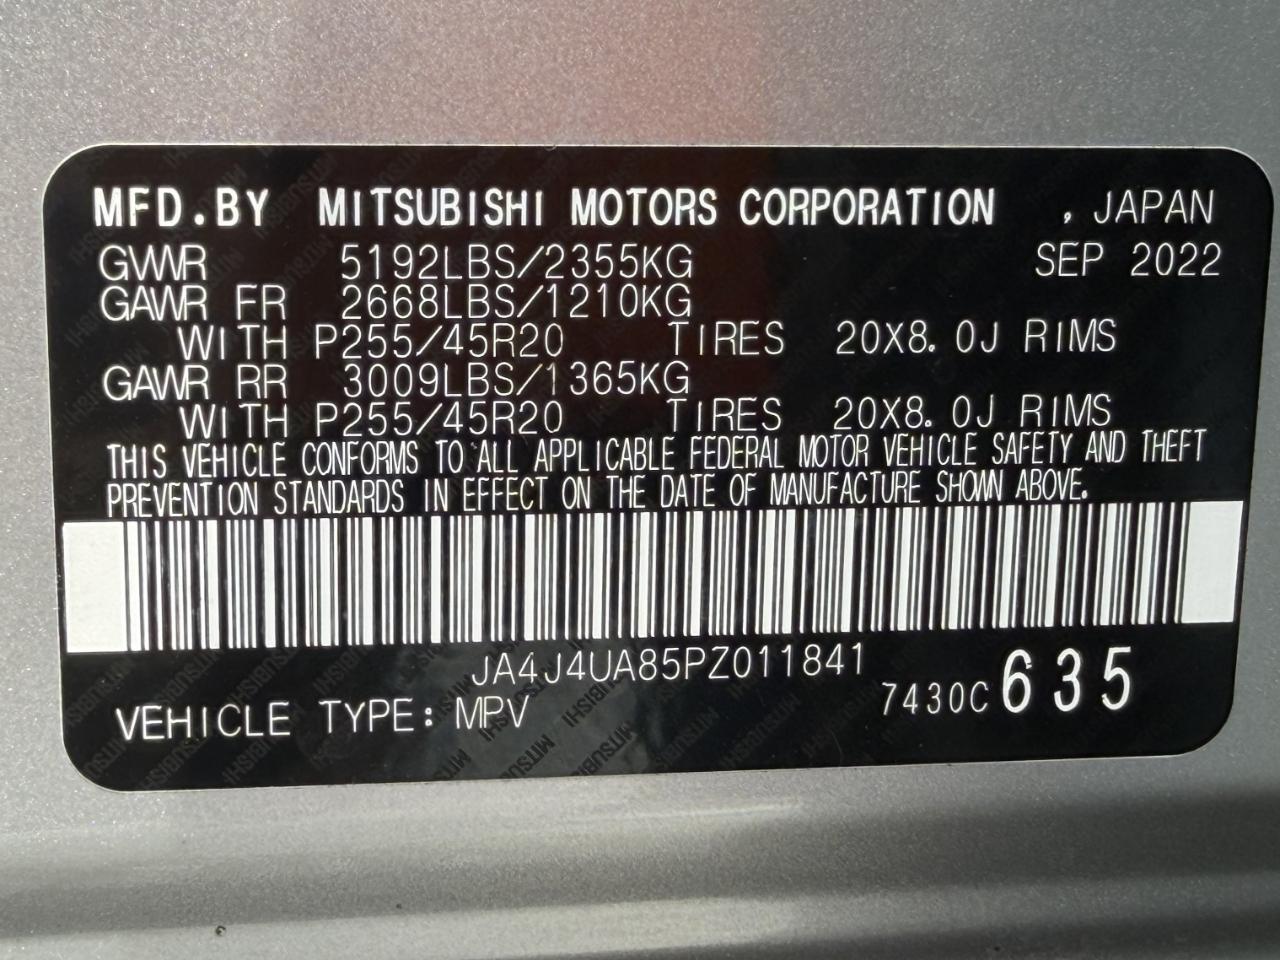 MFD.BY MITSUBISHI MOTORS CORPORATION , JAPAN
GVWR 5192LBS/2355KG SEP 2022
GAWR FR 2668LBS/1210KG
WITH P255/45R20 TIRES 20X8.0J RIMS
GAWR RR 3009LBS/1365KG
WITH P255/45R20 TIRES 20X8.0J RIMS
THIS VEHICLE CONFORMS TO ALL APPLICABLE FEDERAL MOTOR VEHICLE SAFETY AND THEFT
PREVENTION STANDARDS IN EFFECT ON THE DATE OF MANUFACTURE SHOWN ABOVE.
JA4J4UA85PZ011841
VEHICLE TYPE: MPV 7430C 635